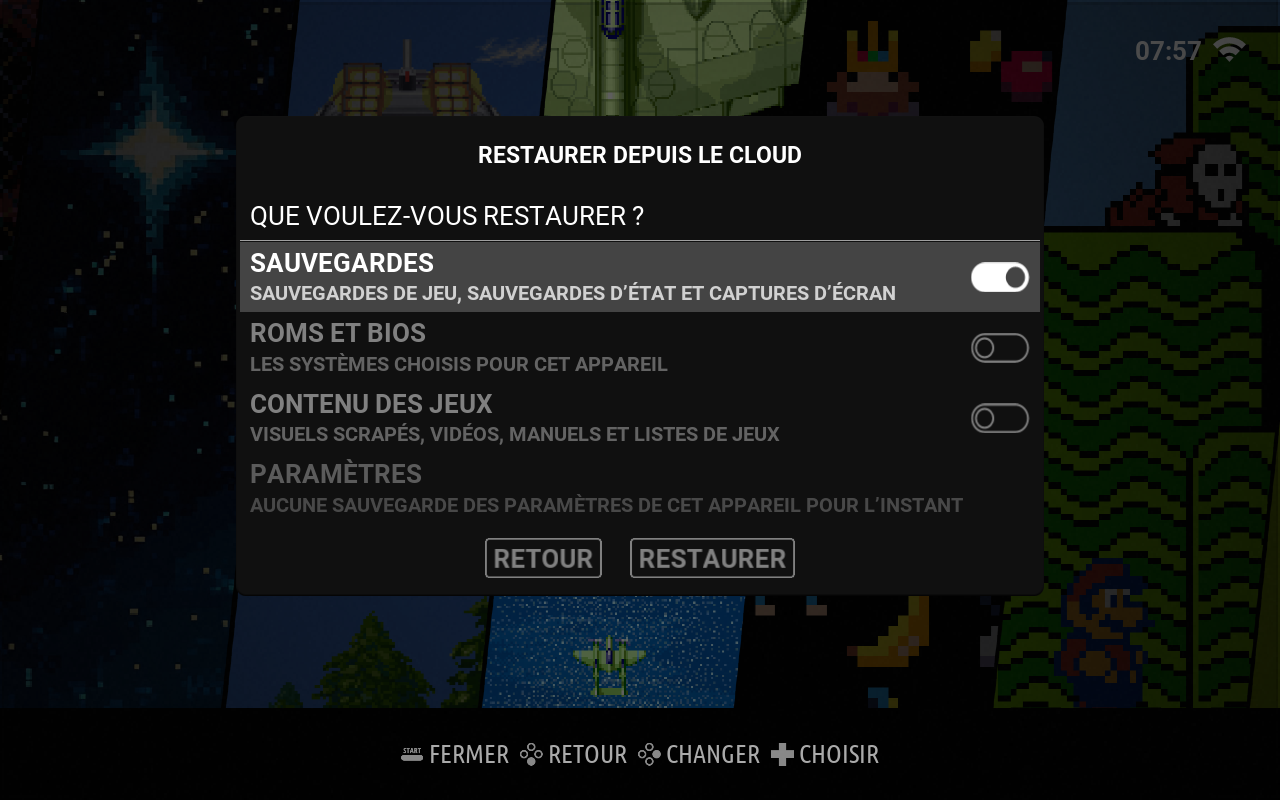 07:57
RESTAURER DEPUIS LE CLOUD
QUE VOULEZ-VOUS RESTAURER ?
SAUVEGARDES
SAUVEGARDES DE JEU, SAUVEGARDES D’ÉTAT ET CAPTURES D’ÉCRAN
ROMS ET BIOS
LES SYSTÈMES CHOISIS POUR CET APPAREIL
CONTENU DES JEUX
VISUELS SCRAPÉS, VIDÉOS, MANUELS ET LISTES DE JEUX
PARAMÈTRES
AUCUNE SAUVEGARDE DES PARAMÈTRES DE CET APPAREIL POUR L’INSTANT
RETOUR RESTAURER
START FERMER RETOUR CHANGER CHOISIR